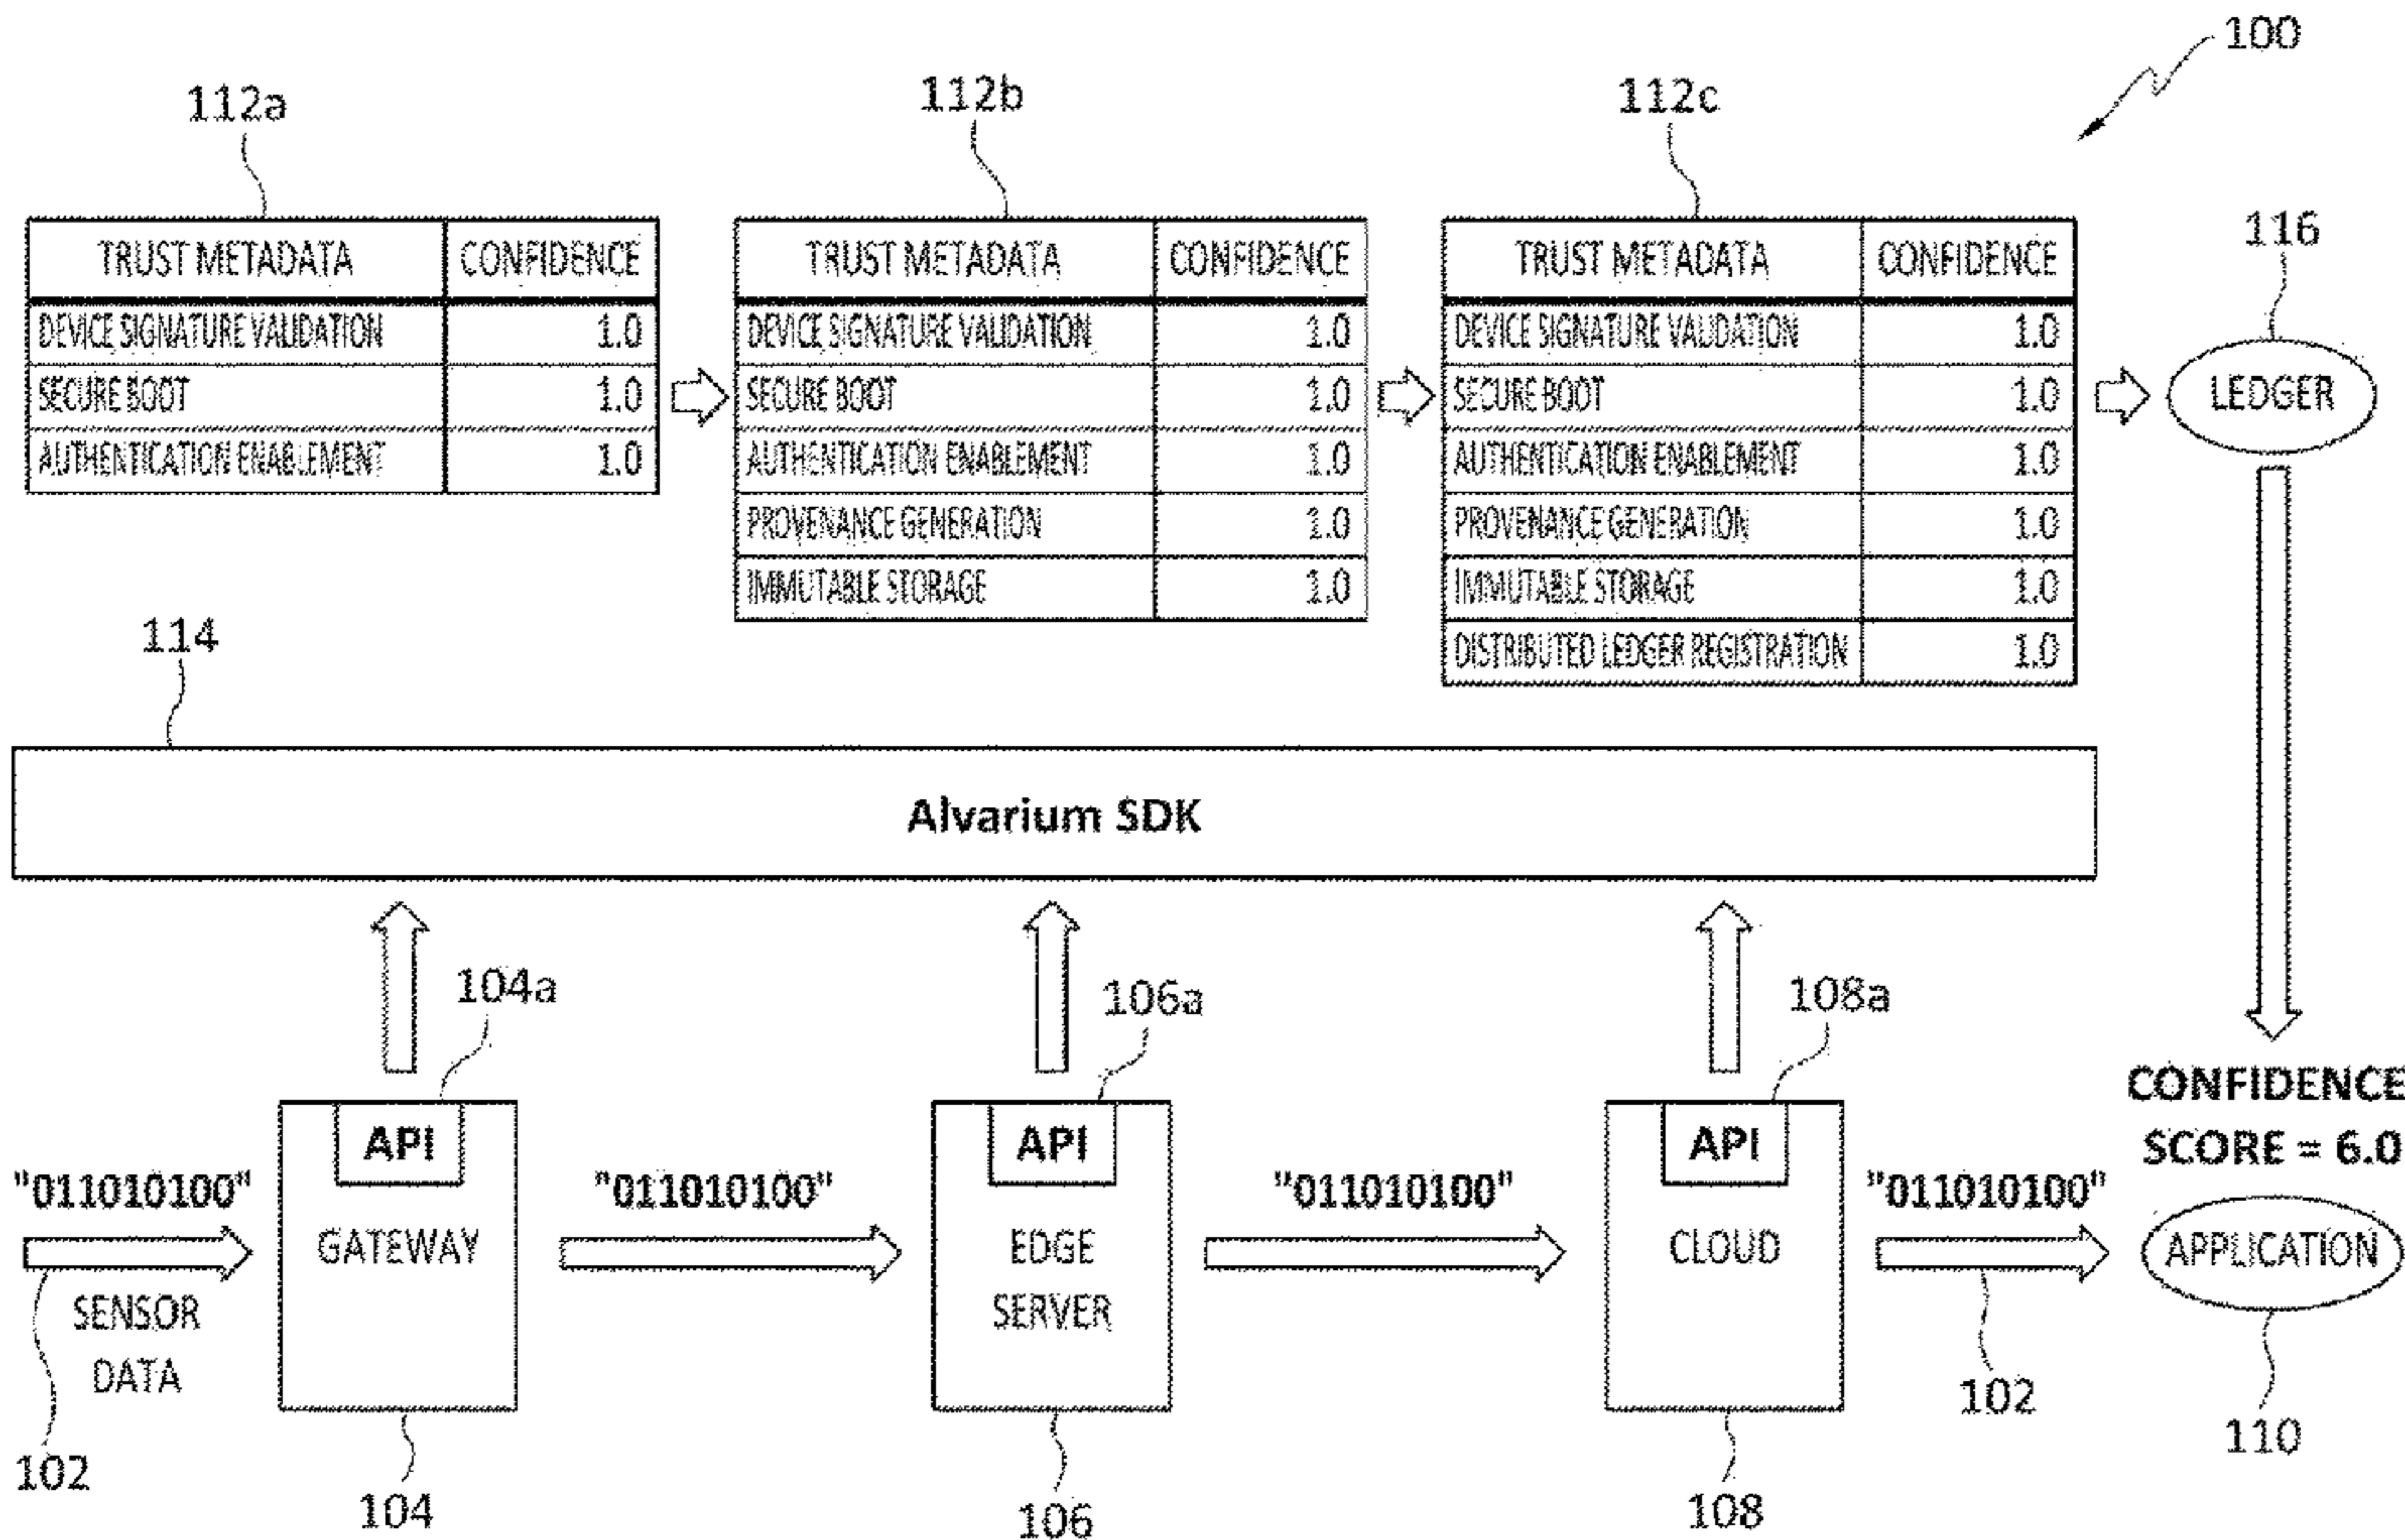 100
112a
112b
112c
TRUST METADATA CONFIDENCE
DEVICE SIGNATURE VALIDATION 1.0
SECURE BOOT 1.0
AUTHENTICATION ENABLEMENT 1.0
TRUST METADATA CONFIDENCE
DEVICE SIGNATURE VALIDATION 1.0
SECURE BOOT 1.0
AUTHENTICATION ENABLEMENT 1.0
PROVENANCE GENERATION 1.0
IMMUTABLE STORAGE 1.0
TRUST METADATA CONFIDENCE
DEVICE SIGNATURE VALIDATION 1.0
SECURE BOOT 1.0
AUTHENTICATION ENABLEMENT 1.0
PROVENANCE GENERATION 1.0
IMMUTABLE STORAGE 1.0
DISTRIBUTED LEDGER REGISTRATION 1.0
116
LEDGER
114
Alvarium SDK
104a
106a
108a
CONFIDENCE
SCORE = 6.0
"011010100"
SENSOR
DATA
102
API
GATEWAY
104
"011010100"
API
EDGE
SERVER
106
"011010100"
API
CLOUD
108
"011010100"
102
APPLICATION
110